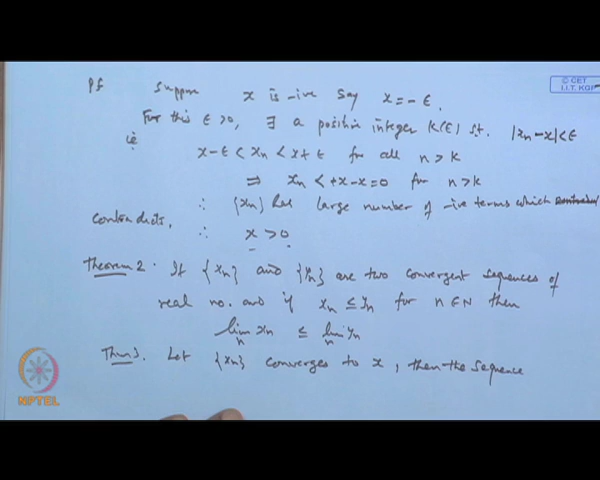 Pf Suppose x is -ive say x = - ε.
© CET
I.I.T. KGP
For this ε > 0, ∃ a positive integer K(ε) st. |xn - x| < ε
ie x - ε < xn < x + ε for all n > k
⇒ xn < +x - x = 0 for n > k
∴ {xn} has large number of -ive terms which
contradicts. ∴ x > 0.
Theorem 2. If {xn} and {yn} are two convergent sequences of
real no. and if xn ≤ yn for n ∈ N then
lim xn ≤ lim yn
n n
Thm 3. Let {xn} converges to x, then the sequence
NPTEL